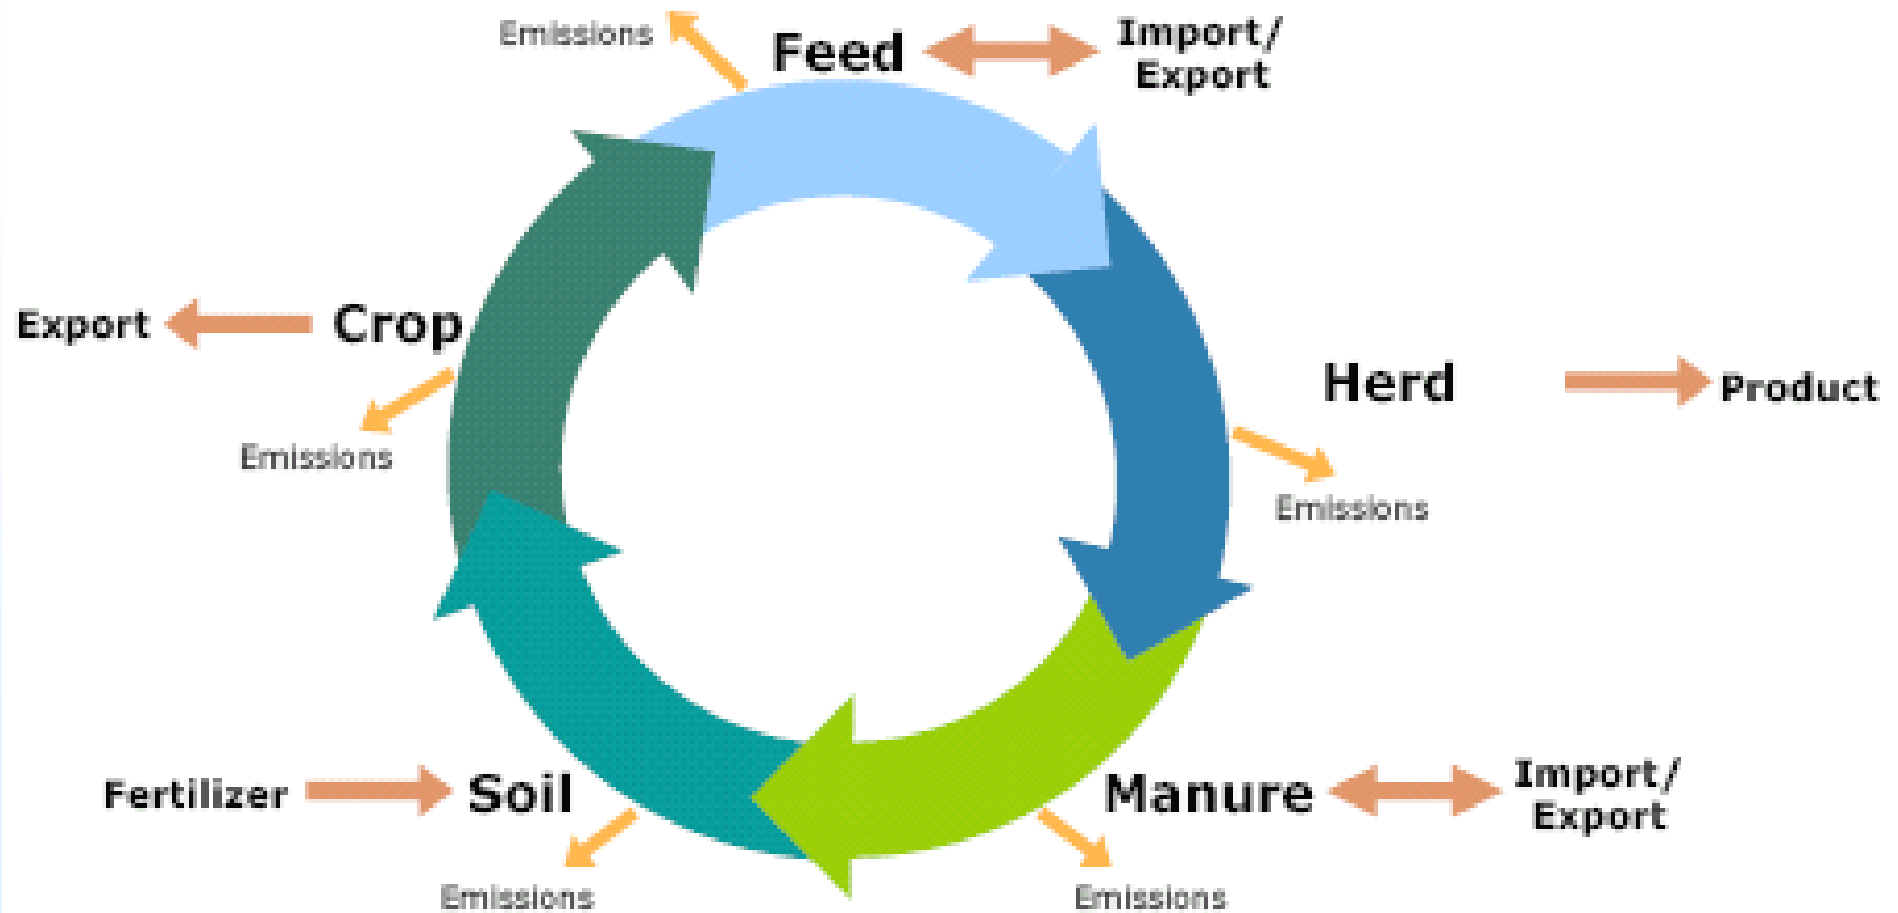 Emissions
Feed
Import/
Export
Export
Crop
Emissions
Herd
Product
Emissions
Fertilizer
Soil
Emissions
Manure
Import/
Export
Emissions